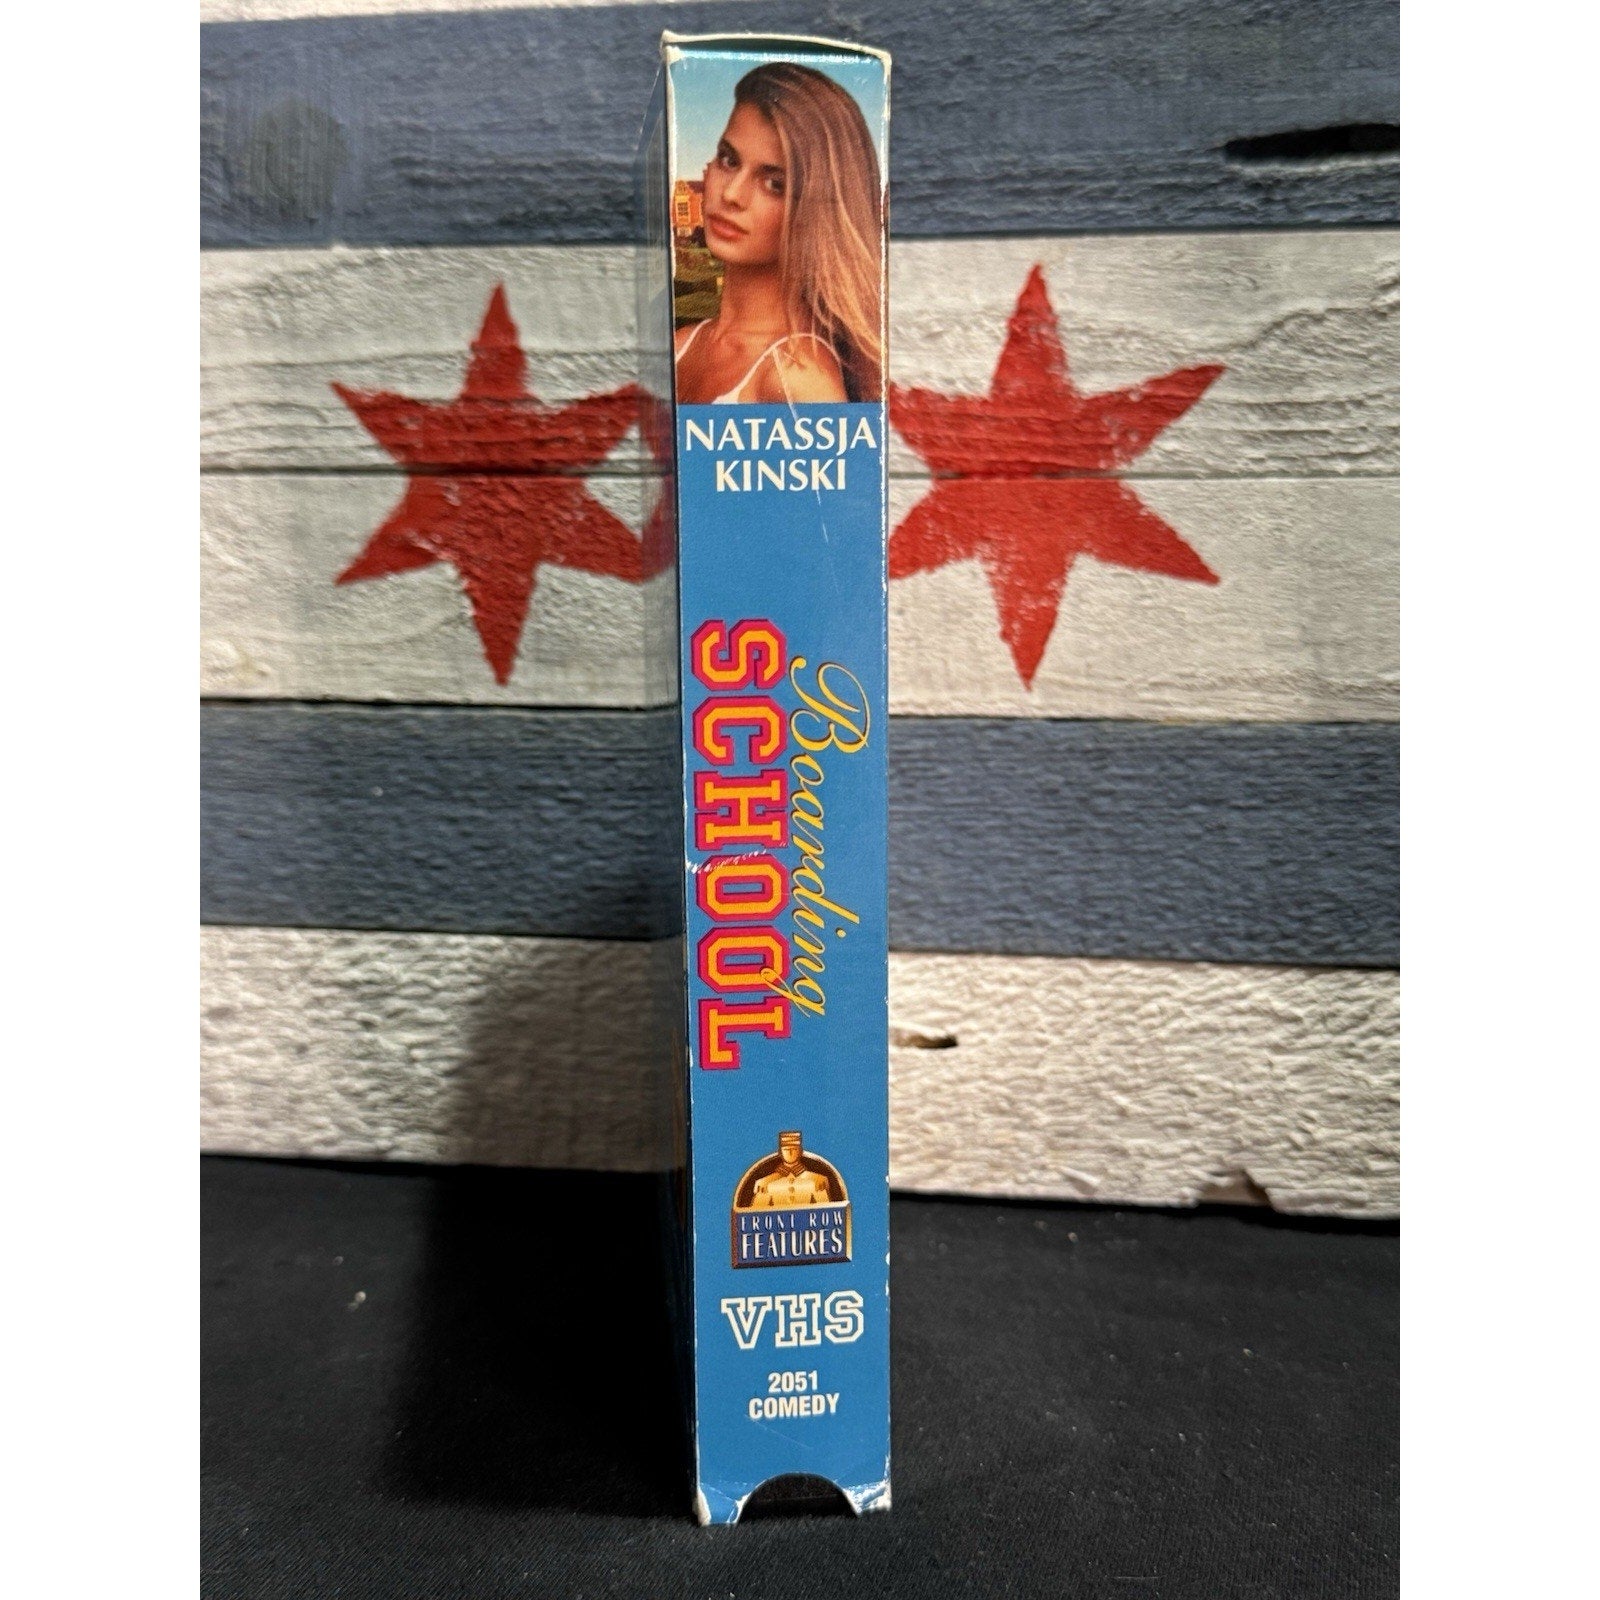 NATASSJA
KINSKI
Boarding
SCHOOL
FRONT ROW
FEATURES
VHS
2051
COMEDY